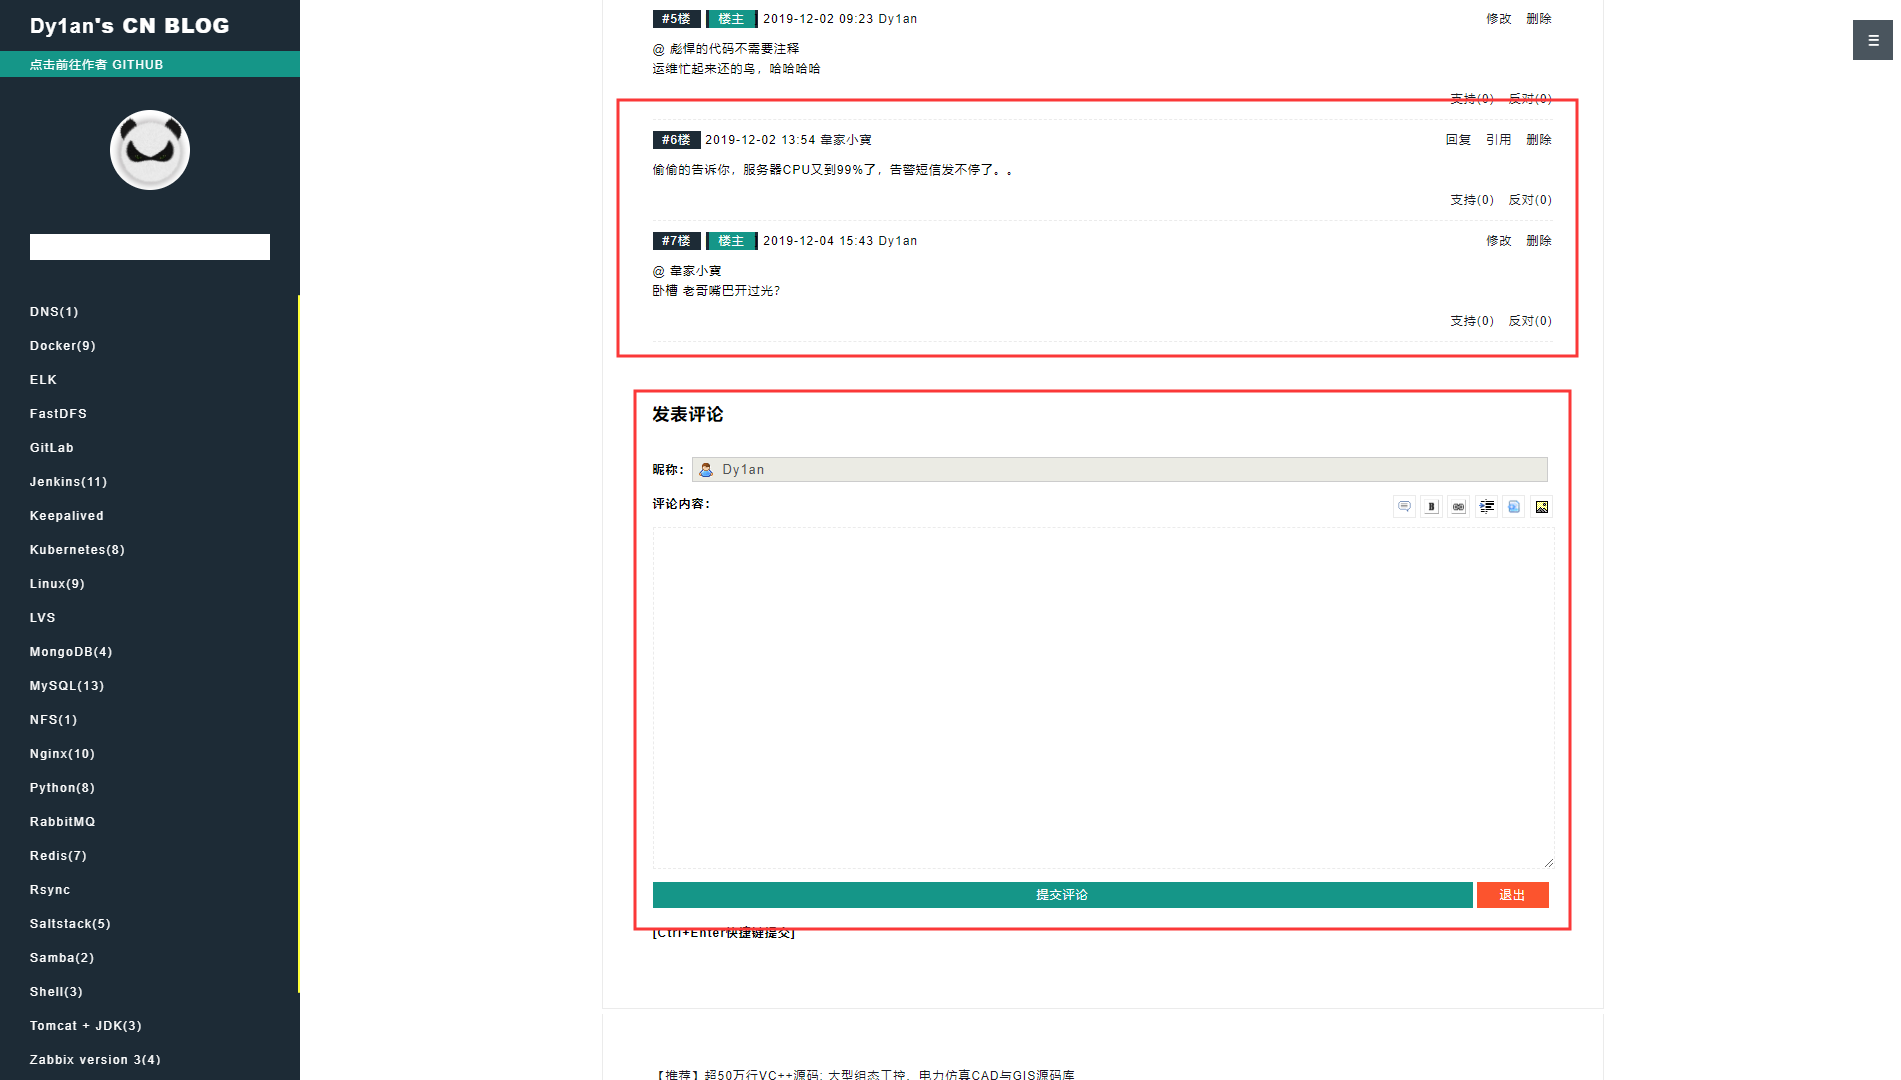 Dy1an's CN BLOG
点击前往作者 GITHUB
DNS(1)
Docker(9)
ELK
FastDFS
GitLab
Jenkins(11)
Keepalived
Kubernetes(8)
Linux(9)
LVS
MongoDB(4)
MySQL(13)
NFS(1)
Nginx(10)
Python(8)
RabbitMQ
Redis(7)
Rsync
Saltstack(5)
Samba(2)
Shell(3)
Tomcat + JDK(3)
Zabbix version 3(4)
#5楼 楼主 2019-12-02 09:23 Dy1an 修改 删除
@ 彪悍的代码不需要注释
运维忙起来还的鸟，哈哈哈哈
支持(0) 反对(0)
#6楼 2019-12-02 13:54 韋家小寶 回复 引用 删除
偷偷的告诉你，服务器CPU又到99%了，告警短信发不停了。。
支持(0) 反对(0)
#7楼 楼主 2019-12-04 15:43 Dy1an 修改 删除
@ 韋家小寶
卧槽 老哥嘴巴开过光？
支持(0) 反对(0)
发表评论
昵称： Dy1an
评论内容：
提交评论 退出
[Ctrl+Enter快捷键提交]
【推荐】超50万行VC++源码: 大型组态工控、电力仿真CAD与GIS源码库